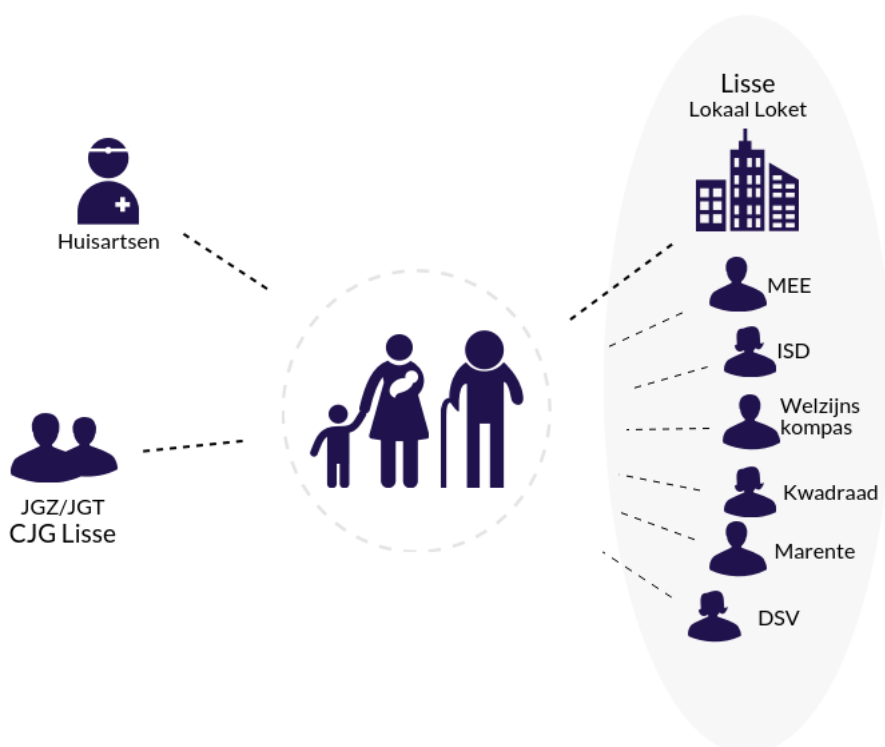 Lisse
Lokaal Loket
Huisartsen
MEE
ISD
Welzijns
kompas
Kwadraad
JGZ/JGT
CJG Lisse
Marente
DSV